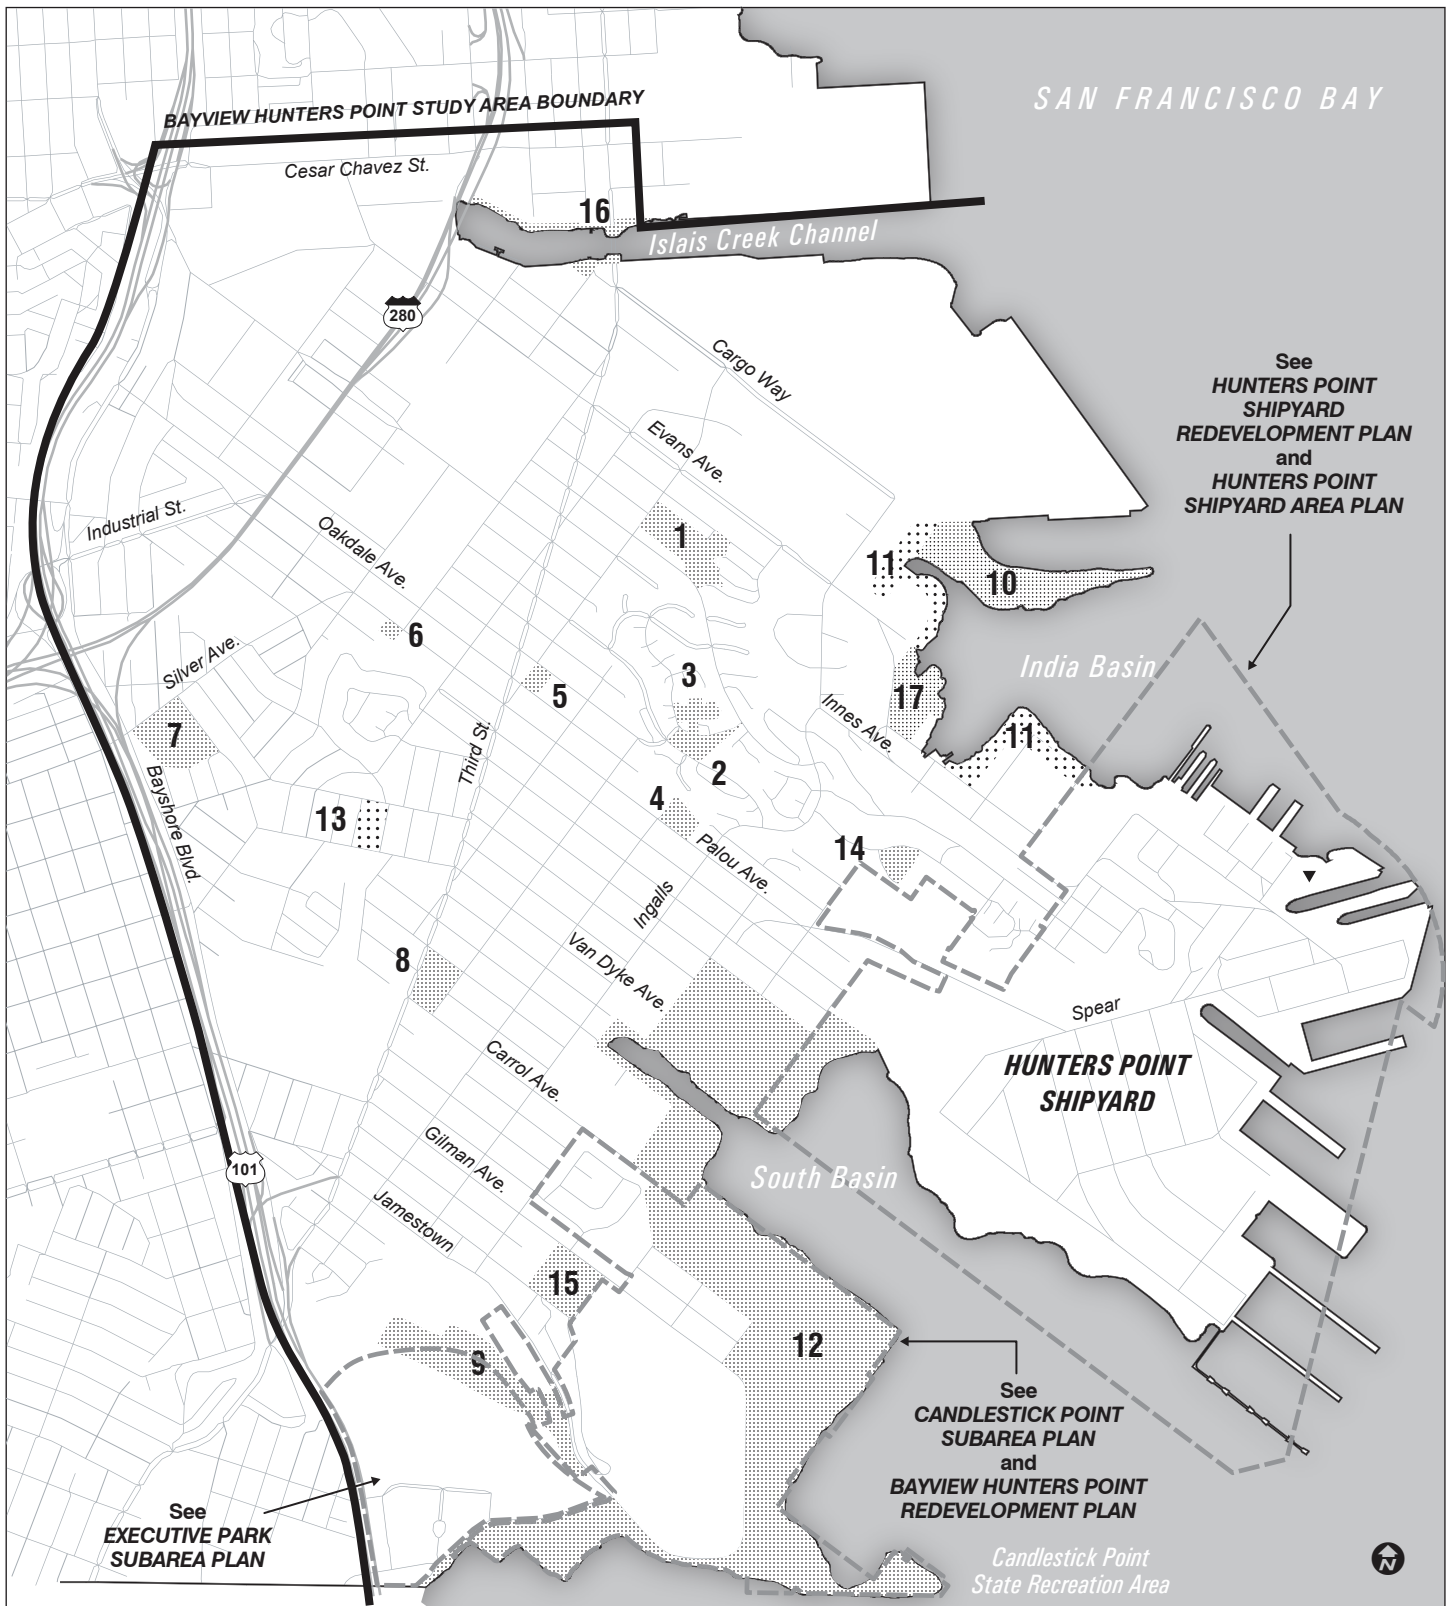 SAN FRANCISCO BAY
BAYVIEW HUNTERS POINT STUDY AREA BOUNDARY
Cesar Chavez St.
16
Islais Creek Channel
280
Cargo Way
See
HUNTERS POINT
SHIPYARD
REDEVELOPMENT PLAN
and
HUNTERS POINT
SHIPYARD AREA PLAN
Evans Ave.
Industrial St.
Oakdale Ave.
1
11
10
6
Silver Ave.
3
India Basin
5
17
7
Innes Ave.
11
Third St.
2
Bayshore Blvd.
4
13
14
Palou Ave.
Ingalls
8
Van Dyke Ave.
Spear
HUNTERS POINT
SHIPYARD
Carrol Ave.
Gilman Ave.
101
South Basin
Jamestown
15
12
9
See
CANDLESTICK POINT
SUBAREA PLAN
and
BAYVIEW HUNTERS POINT
REDEVELOPMENT PLAN
See
EXECUTIVE PARK
SUBAREA PLAN
Candlestick Point
State Recreation Area
N